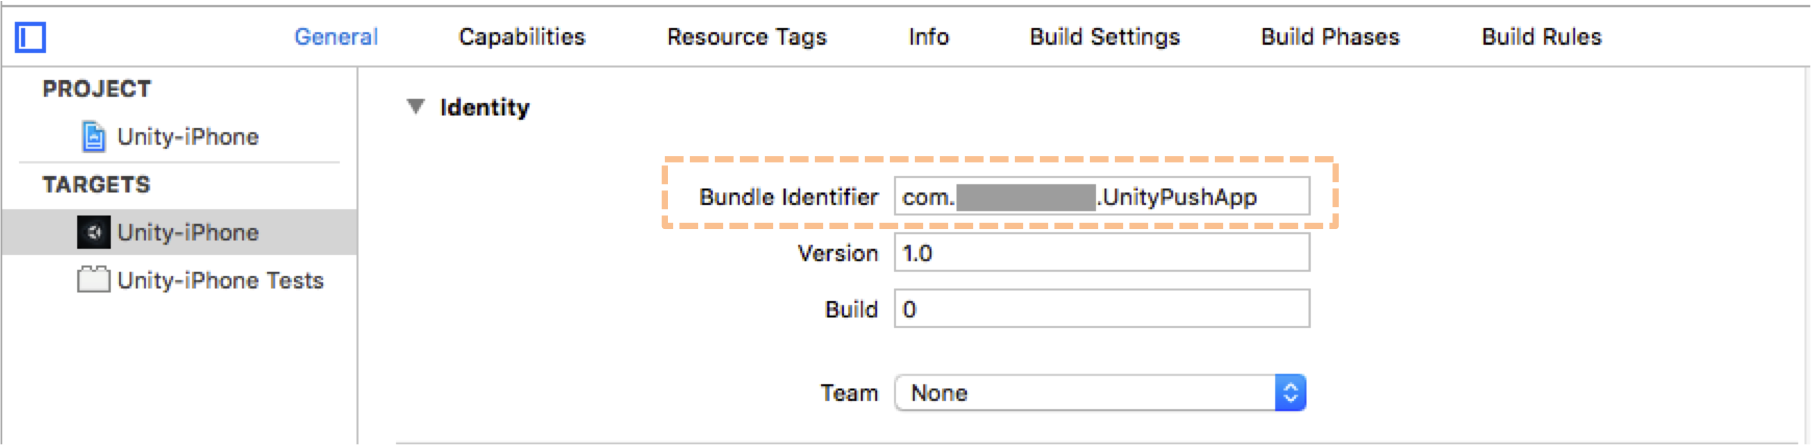 General Capabilities Resource Tags Info Build Settings Build Phases Build Rules
PROJECT
Unity-iPhone
TARGETS
Unity-iPhone
Unity-iPhone Tests
Identity
Bundle Identifier com. .UnityPushApp
Version 1.0
Build 0
Team None